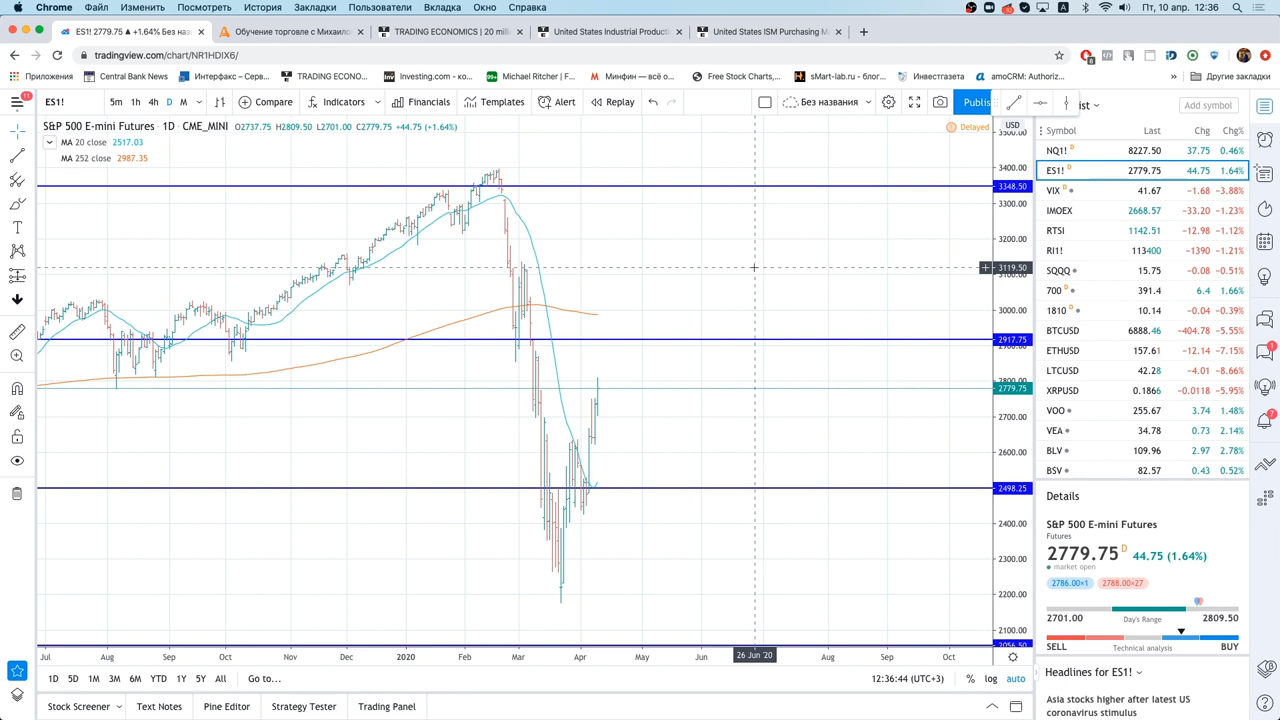 Chrome Файл Изменить Посмотреть История Закладки Пользователи Вкладка Окно Справка Пт, 10 апр. 12:36
ES1! 2779.75 ▲+1.64% Без наз
Обучение торговле с Михаило
TRADING ECONOMICS | 20 mil
United States Industrial Product
United States ISM Purchasing M
tradingview.com/chart/NR1HDIX6/
Приложения Central Bank News Интерфакс – Серв... TRADING ECONO... Investing.com - ко... Michael Ritcher | F... Минфин — всё о... Free Stock Charts,... sMart-lab.ru - блог... Инвестгазета amoCRM: Authoriz... » Другие закладки
11 ES1! 5m 1h 4h D M Compare Indicators Financials Templates Alert Replay Без названия Publis ist Add symbol
S&P 500 E-mini Futures · 1D · CME_MINI O2737.75 H2809.50 L2701.00 C2779.75 +44.75 (+1.64%) Delayed
MA 20 close 2517.03
MA 252 close 2987.35
USD
3500.00
3400.00
3348.50
3300.00
3200.00
3119.50
3100.00
3000.00
2917.75
2900.00
2800.00
2779.75
2700.00
2600.00
2498.25
2400.00
2300.00
2200.00
2100.00
2056.50
Jul Aug Sep Oct Nov Dec 2020 Feb Mar Apr May Jun 26 Jun '20 Aug Sep Oct
1D 5D 1M 3M 6M YTD 1Y 5Y All Go to... 12:36:44 (UTC+3) % log auto
Stock Screener Text Notes Pine Editor Strategy Tester Trading Panel
Symbol Last Chg Chg%
NQ1! D 8227.50 37.75 0.46%
ES1! D 2779.75 44.75 1.64%
VIX D 41.67 −1.68 −3.88%
IMOEX 2668.57 −33.20 −1.23%
RTSI 1142.51 −12.98 −1.12%
RI1! 113400 −1390 −1.21%
SQQQ 15.75 −0.08 −0.51%
700 D 391.4 6.4 1.66%
1810 D 10.14 −0.04 −0.39%
BTCUSD 6888.46 −404.78 −5.55%
ETHUSD 157.61 −12.14 −7.15%
LTCUSD 42.28 −4.01 −8.66%
XRPUSD 0.1866 −0.0118 −5.95%
VOO 255.67 3.74 1.48%
VEA 34.78 0.73 2.14%
BLV 109.96 2.97 2.78%
BSV 82.57 0.43 0.52%
Details
S&P 500 E-mini Futures
Futures
2779.75 D 44.75 (1.64%)
market open
2786.00×1 2788.00×27
2701.00 Day's Range 2809.50
SELL Technical analysis BUY
Headlines for ES1!
Asia stocks higher after latest US
coronavirus stimulus